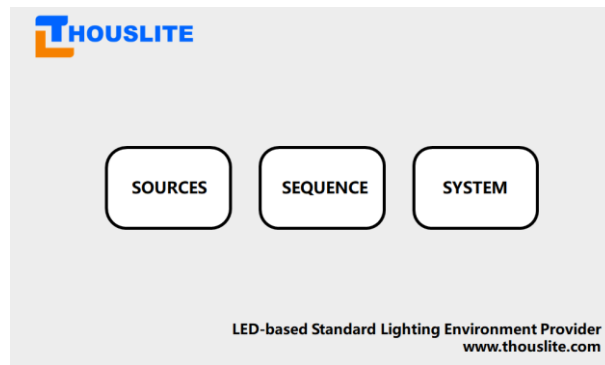 THOUSLITE
SOURCES
SEQUENCE
SYSTEM
LED-based Standard Lighting Environment Provider
www.thouslite.com